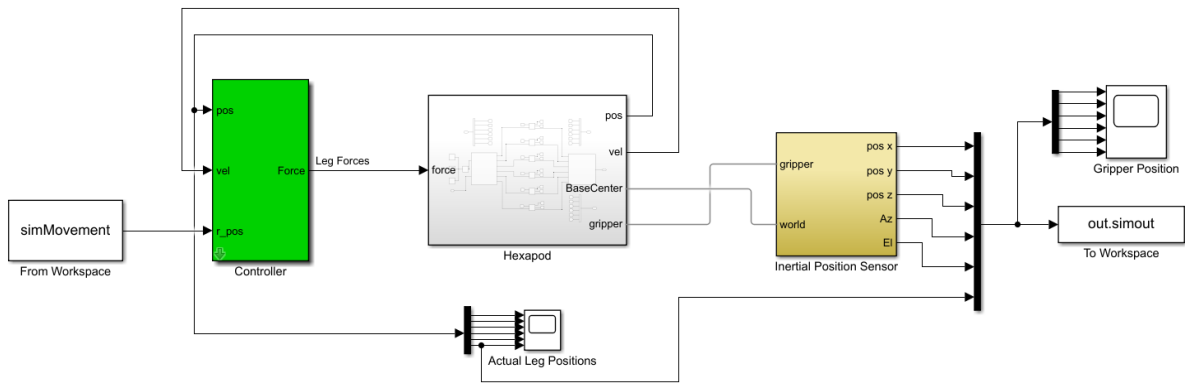 simMovement
From Workspace
pos
vel
r_pos
Force
Controller
Leg Forces
force
pos
vel
BaseCenter
gripper
Hexapod
gripper
world
pos x
pos y
pos z
Az
El
Inertial Position Sensor
Gripper Position
out.simout
To Workspace
Actual Leg Positions